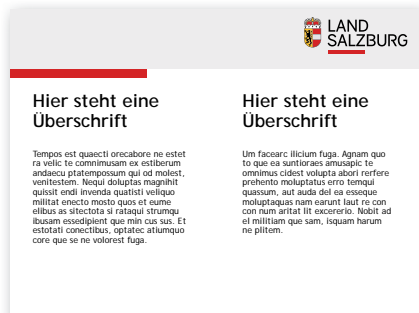 LAND
SALZBURG
Hier steht eine
Überschrift
Tempos est quaecti orecabore ne estet
ra velic te comnimusam ex estiberum
andaecu ptatempossum qui od molest,
venitestem. Nequi doluptas magnihit
quissit endi invenda quatisti veliquo
militat enecto mosto quos et eume
elibus as sitectota si rataqui strumqu
ibusam essedipient que min cus sus. Et
estotati conectibus, optatec atiumquo
core que se ne volorest fuga.
Hier steht eine
Überschrift
Um facearc ilicium fuga. Agnam quo
to que ea suntioraes amusapic te
omnimus cidest volupta abori rerfere
prehento moluptatus erro temqui
quassum, aut auda del ea esseque
moluptaquas nam earunt laut re con
con num aritat lit excererio. Nobit ad
el militiam que sam, isquam harum
ne plitem.